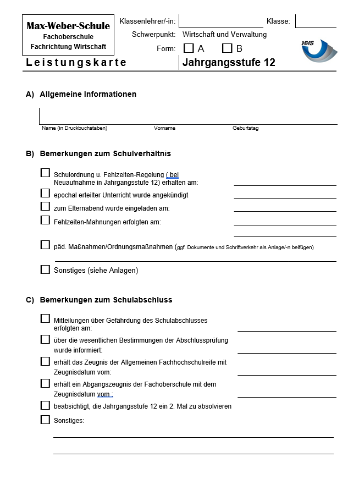 Max-Weber-Schule
Fachoberschule
Fachrichtung Wirtschaft
Klassenlehrer/-in:
Klasse:
Schwerpunkt: Wirtschaft und Verwaltung
Form: A B
MWS
Leistungskarte
Jahrgangsstufe 12
A) Allgemeine Informationen
Name (in Druckbuchstaben) Vorname Geburtstag
B) Bemerkungen zum Schulverhältnis
Schulordnung u. Fehlzeiten-Regelung ( bei
Neuaufnahme in Jahrgangsstufe 12) erhalten am:
epochal erteilter Unterricht wurde angekündigt
zum Elternabend wurde eingeladen am:
Fehlzeiten-Mahnungen erfolgten am:
päd. Maßnahmen/Ordnungsmaßnahmen (ggf. Dokumente und Schriftverkehr als Anlage/-n beifügen)
Sonstiges (siehe Anlagen)
C) Bemerkungen zum Schulabschluss
Mitteilungen über Gefährdung des Schulabschlusses
erfolgten am:
über die wesentlichen Bestimmungen der Abschlussprüfung
wurde informiert:
erhält das Zeugnis der Allgemeinen Fachhochschulreife mit
Zeugnisdatum vom:
erhält ein Abgangszeugnis der Fachoberschule mit dem
Zeugnisdatum vom :
beabsichtigt, die Jahrgangsstufe 12 ein 2. Mal zu absolvieren
Sonstiges: